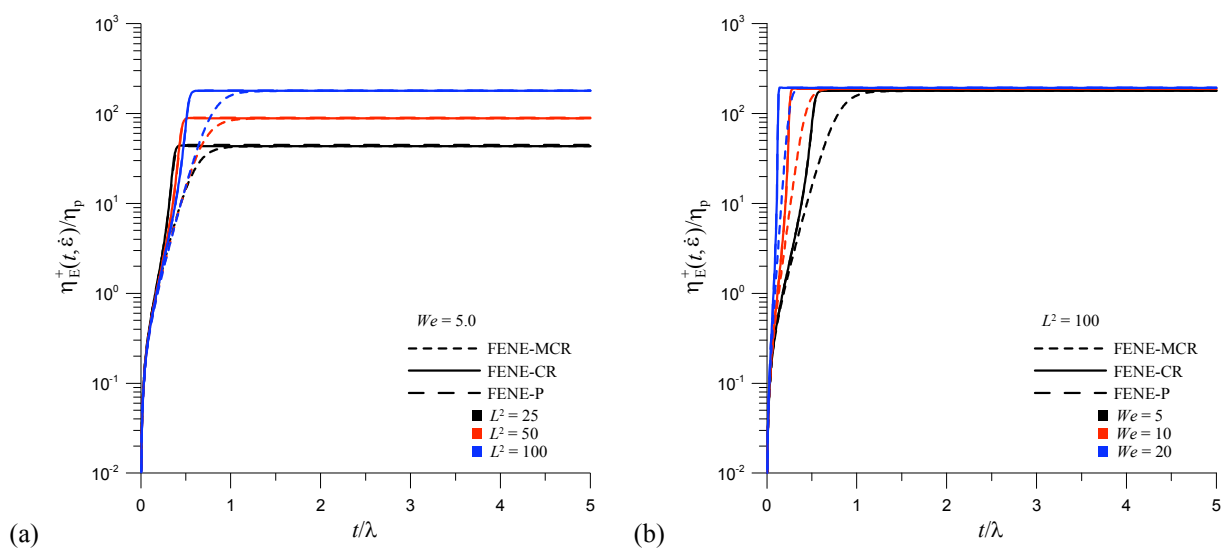 10³
10²
10¹
10⁰
10⁻¹
10⁻²
η⁺E(t, ε̇)/ηp
We = 5.0
FENE-MCR
FENE-CR
FENE-P
L² = 25
L² = 50
L² = 100
0 1 2 3 4 5
t/λ
(a)
10³
10²
10¹
10⁰
10⁻¹
10⁻²
η⁺E(t, ε̇)/ηp
L² = 100
FENE-MCR
FENE-CR
FENE-P
We = 5
We = 10
We = 20
0 1 2 3 4 5
t/λ
(b)